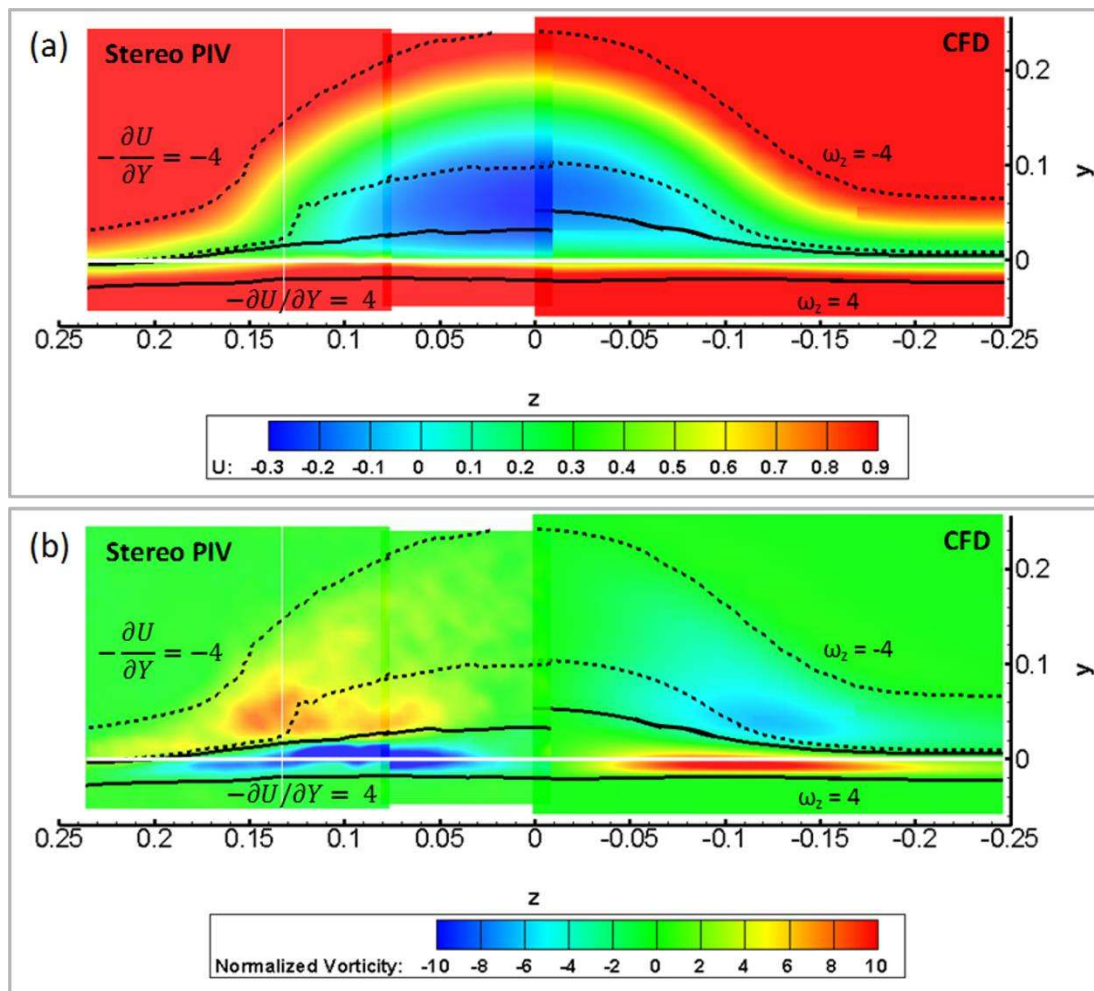 (a)
Stereo PIV
CFD
0.2
−∂U/∂Y = −4
ω_z = -4
0.1
y
0
−∂U/∂Y = 4
ω_z = 4
0.25 0.2 0.15 0.1 0.05 0 -0.05 -0.1 -0.15 -0.2 -0.25
z
U: -0.3 -0.2 -0.1 0 0.1 0.2 0.3 0.4 0.5 0.6 0.7 0.8 0.9
(b)
Stereo PIV
CFD
0.2
−∂U/∂Y = −4
ω_z = -4
0.1
y
0
−∂U/∂Y = 4
ω_z = 4
0.25 0.2 0.15 0.1 0.05 0 -0.05 -0.1 -0.15 -0.2 -0.25
z
Normalized Vorticity: -10 -8 -6 -4 -2 0 2 4 6 8 10